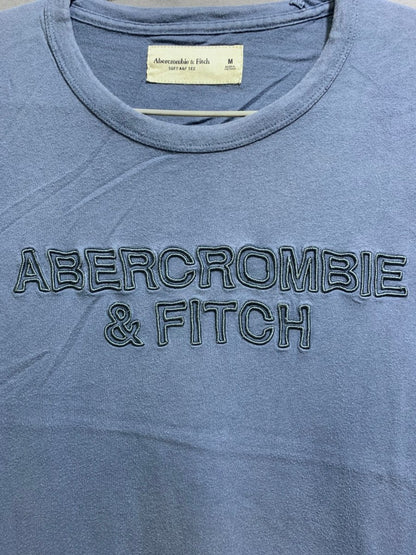 Abercrombie & Fitch
SOFT A&F TEE
M
ABERCROMBIE
& FITCH